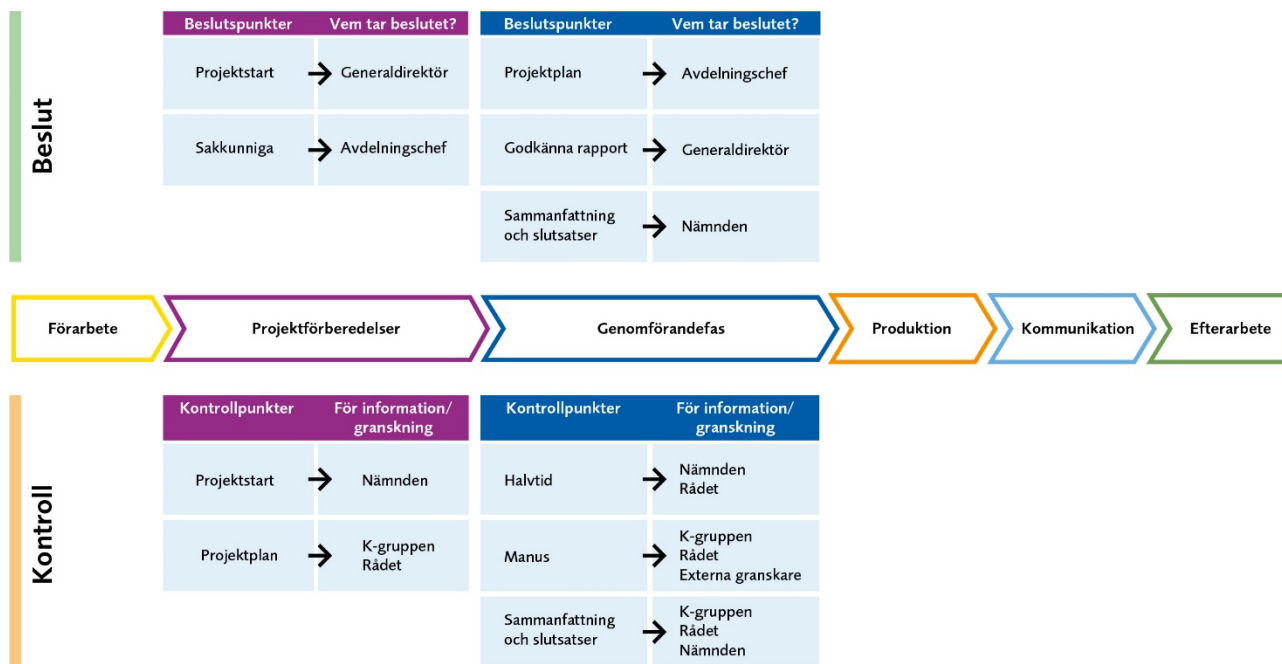 Beslut
Beslutspunkter Vem tar beslutet?
Projektstart Generaldirektör
Sakkunniga Avdelningschef
Beslutspunkter Vem tar beslutet?
Projektplan Avdelningschef
Godkänna rapport Generaldirektör
Sammanfattning
och slutsatser
Nämnden
Förarbete
Projektförberedelser
Genomförandefas
Produktion
Kommunikation
Efterarbete
Kontroll
Kontrollpunkter
För information/
granskning
Projektstart Nämnden
Projektplan
K-gruppen
Rådet
Kontrollpunkter
För information/
granskning
Halvtid
Nämnden
Rådet
Manus
K-gruppen
Rådet
Externa granskare
Sammanfattning
och slutsatser
K-gruppen
Rådet
Nämnden